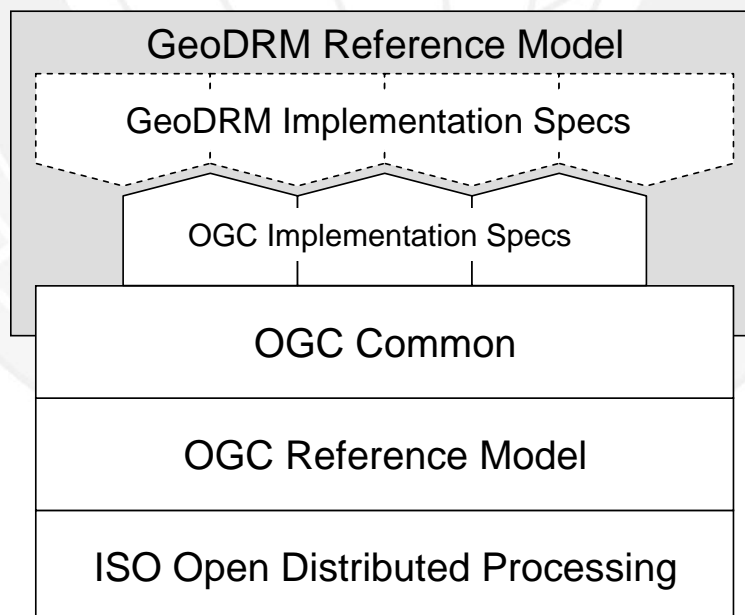 GeoDRM Reference Model
GeoDRM Implementation Specs
OGC Implementation Specs
OGC Common
OGC Reference Model
ISO Open Distributed Processing